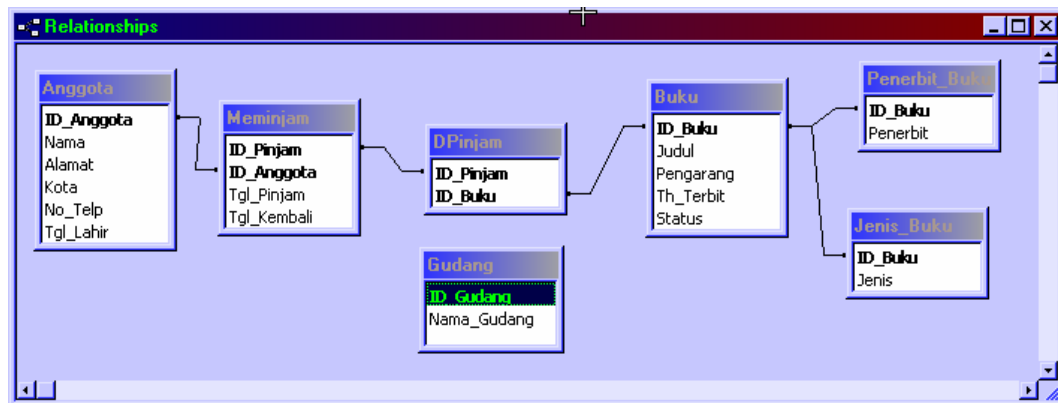 Relationships
Anggota
ID_Anggota
Nama
Alamat
Kota
No_Telp
Tgl_Lahir
Meminjam
ID_Pinjam
ID_Anggota
Tgl_Pinjam
Tgl_Kembali
DPinjam
ID_Pinjam
ID_Buku
Gudang
ID_Gudang
Nama_Gudang
Buku
ID_Buku
Judul
Pengarang
Th_Terbit
Status
Penerbit_Buku
ID_Buku
Penerbit
Jenis_Buku
ID_Buku
Jenis